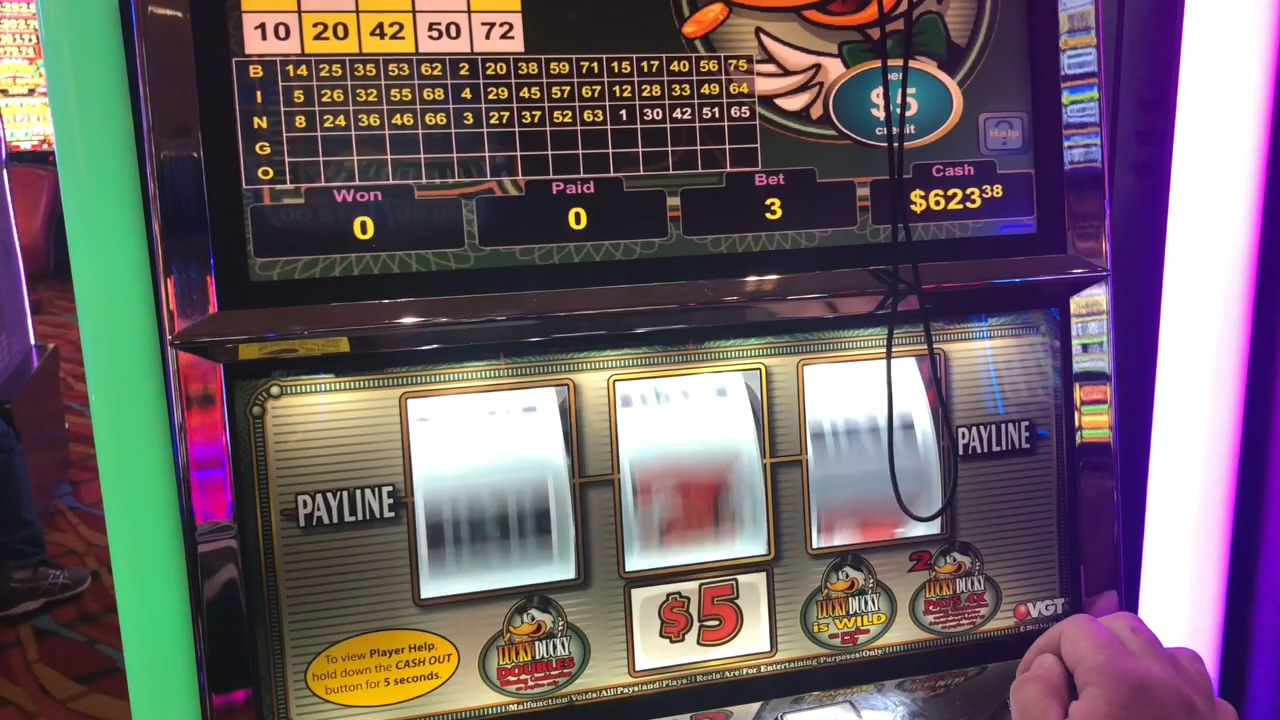 10 20 42 50 72
B 14 25 35 53 62 2 20 38 59 71 15 17 40 56 75
I 5 26 32 55 68 4 29 45 57 67 12 28 33 49 64
N 8 24 36 46 66 3 27 37 52 63 1 30 42 51 65
G
O
per
$5
credit
Help
Won Paid Bet Cash
0 0 3 $623.38
PAYLINE PAYLINE
To view Player Help,
hold down the CASH OUT
button for 5 seconds.
LUCKY DUCKY
DOUBLES
$5
LUCKY DUCKY
is WILD
2
LUCKY DUCKY
PAYS 4X
VGT
Malfunction Voids All Pays and Plays. Reels Are For Entertaining Purposes Only.